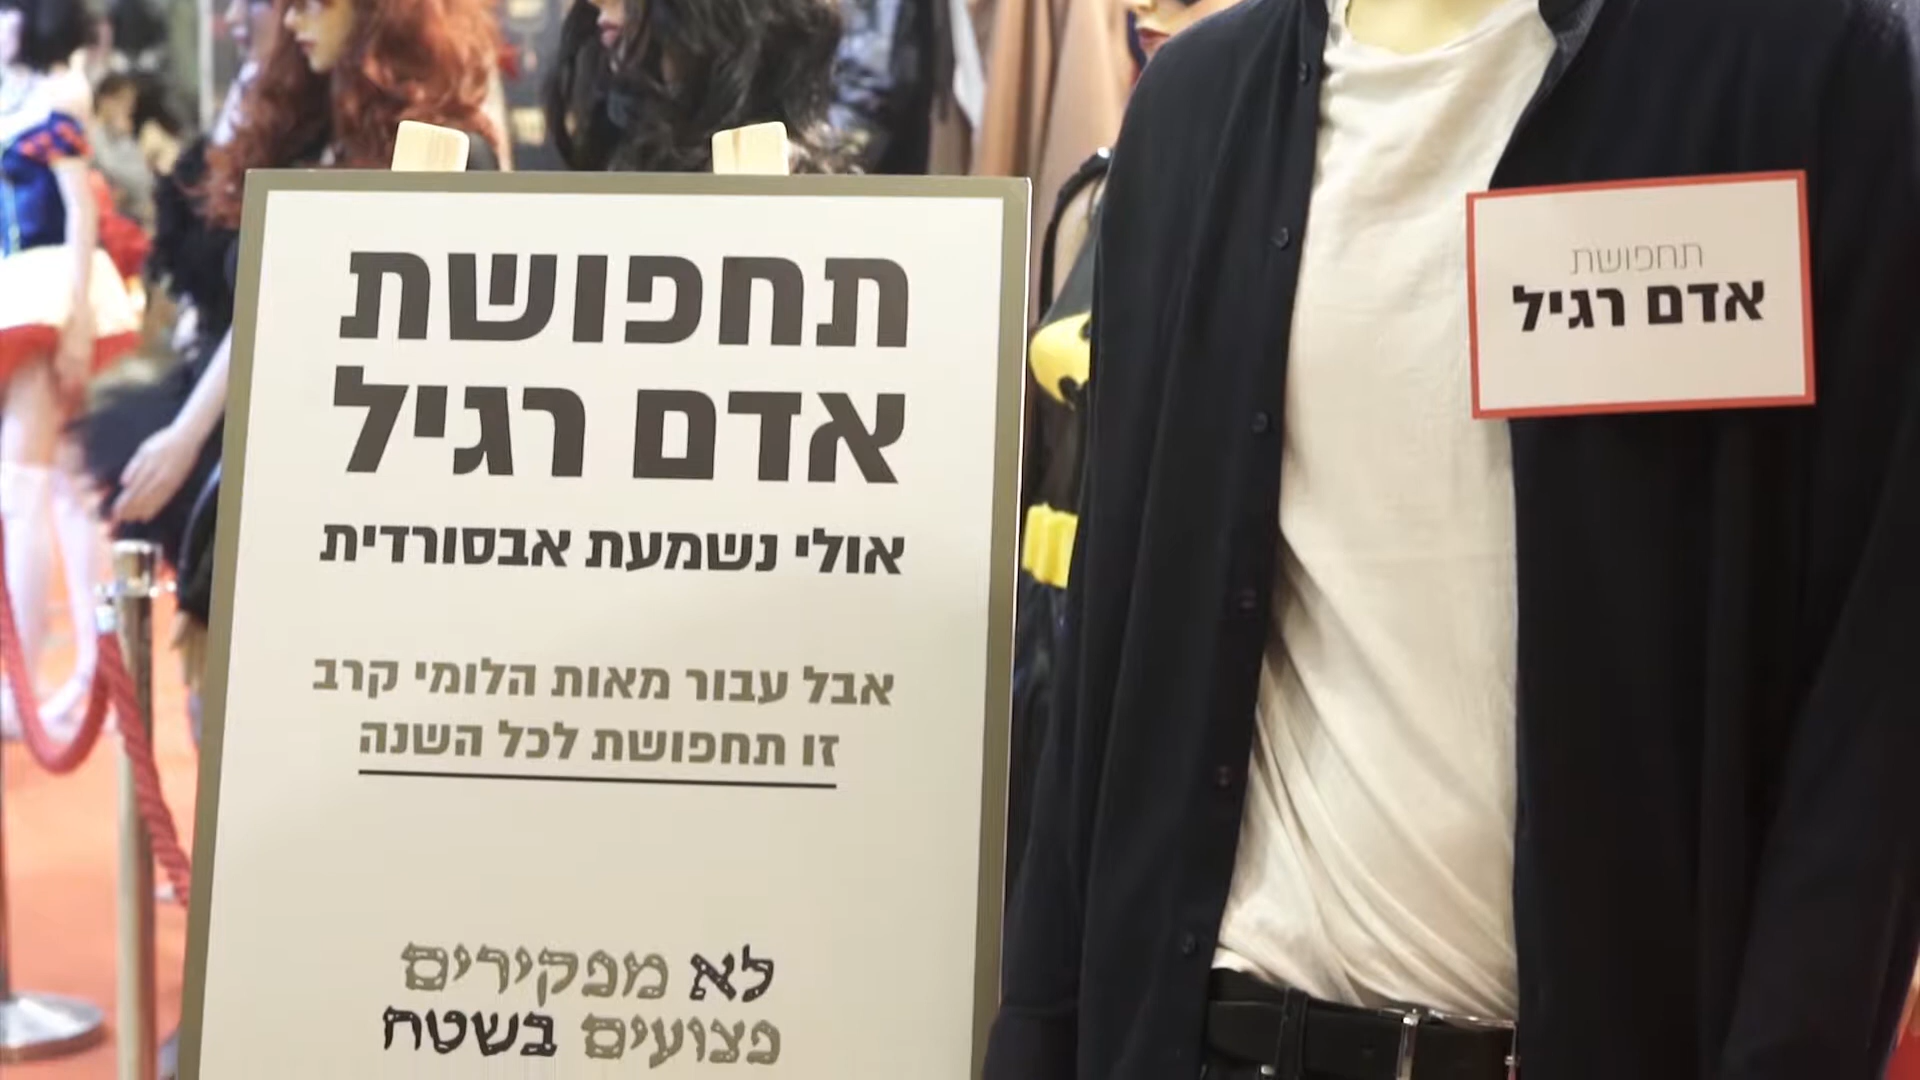 תחפושת
אדם רגיל
אולי נשמעת אבסורדית
אבל עבור מאות הלומי קרב
זו תחפושת לכל השנה
לא מפקירים
פצועים בשטח
תחפושת
אדם רגיל